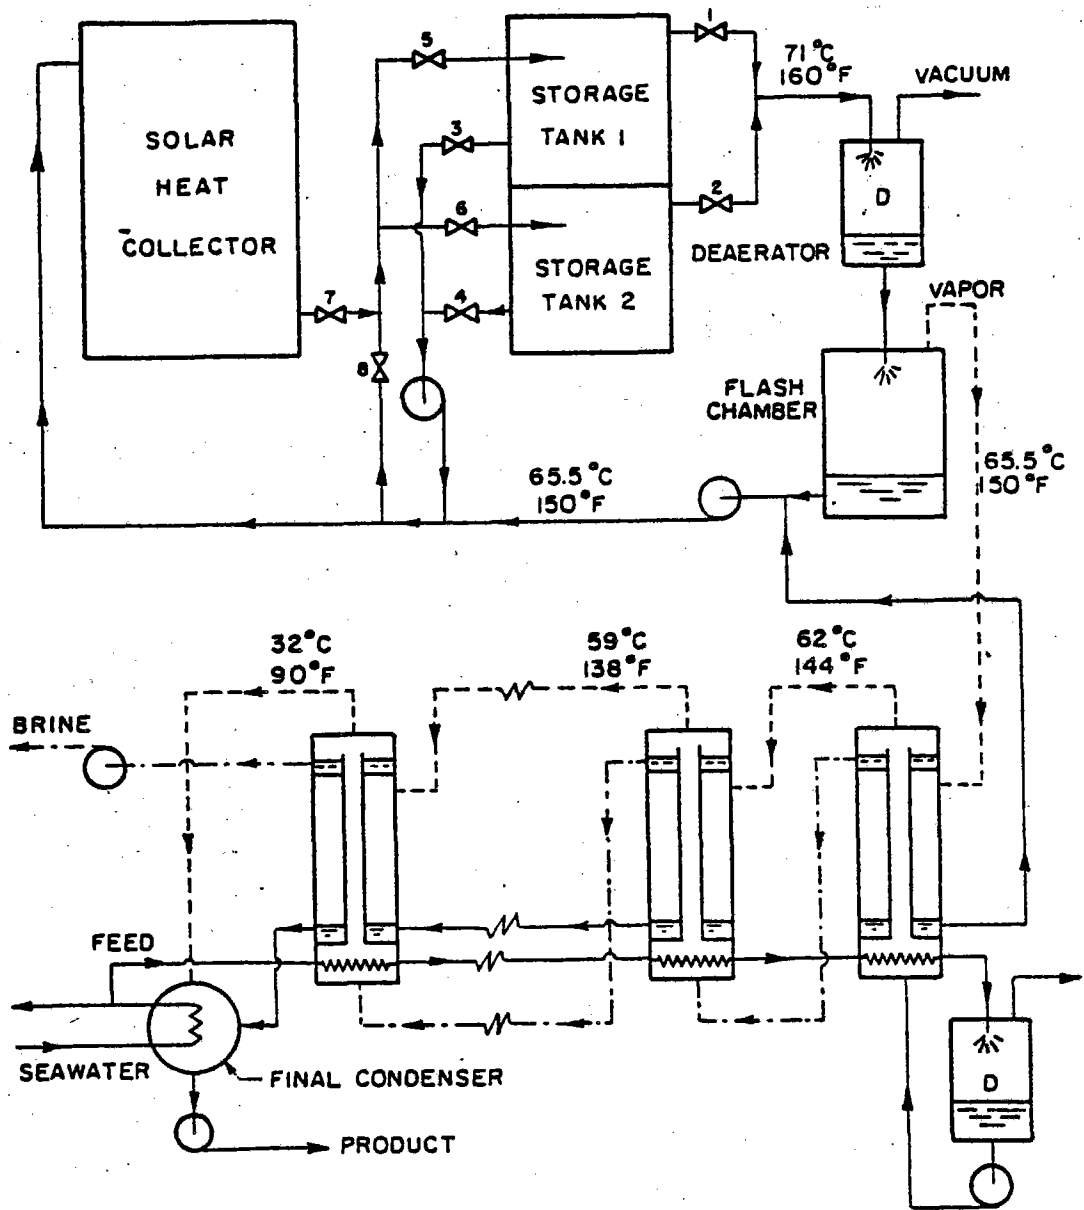 SOLAR
HEAT
COLLECTOR
STORAGE
TANK 1
STORAGE
TANK 2
1
2
3
4
5
6
7
8
71°C
160°F
VACUUM
D
DEAERATOR
VAPOR
FLASH
CHAMBER
65.5°C
150°F
65.5°C
150°F
32°C
90°F
59°C
138°F
62°C
144°F
BRINE
FEED
SEAWATER
FINAL CONDENSER
PRODUCT
D